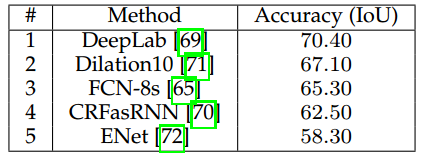 # Method Accuracy (IoU)
1 DeepLab [69] 70.40
2 Dilation10 [71] 67.10
3 FCN-8s [65] 65.30
4 CRFasRNN [70] 62.50
5 ENet [72] 58.30